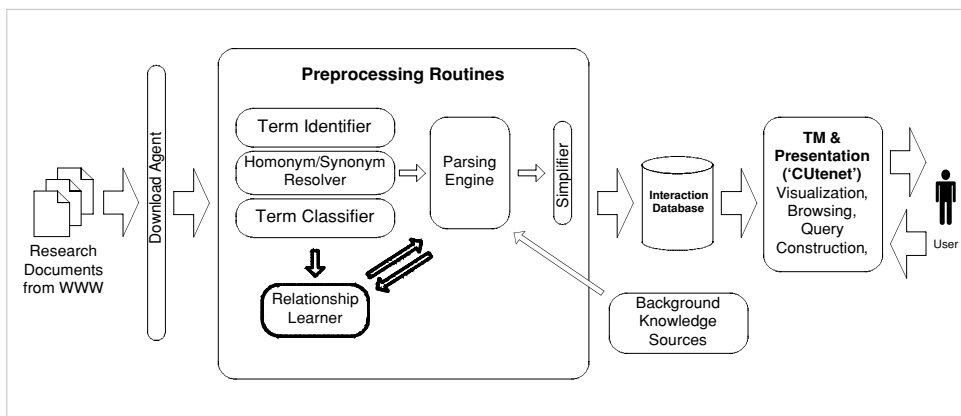 Research
Documents
from WWW
Download Agent
Preprocessing Routines
Term Identifier
Homonym/Synonym
Resolver
Term Classifier
Relationship
Learner
Parsing
Engine
Simplifier
Interaction
Database
Background
Knowledge
Sources
TM &
Presentation
(‘CUtenet’)
Visualization,
Browsing,
Query
Construction,
User